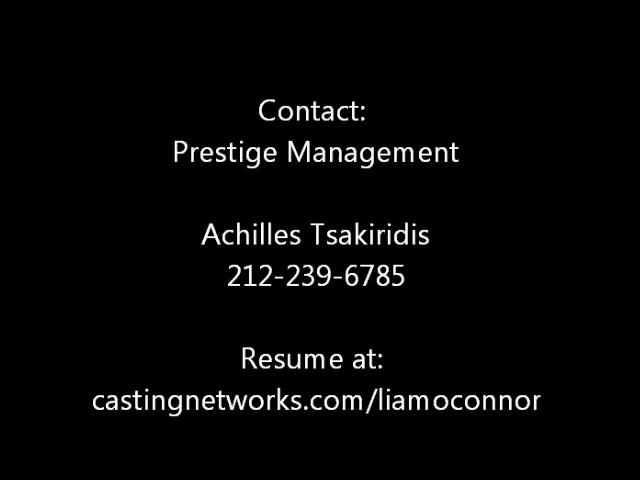 Contact:
Prestige Management
Achilles Tsakiridis
212-239-6785
Resume at:
castingnetworks.com/liamoconnor